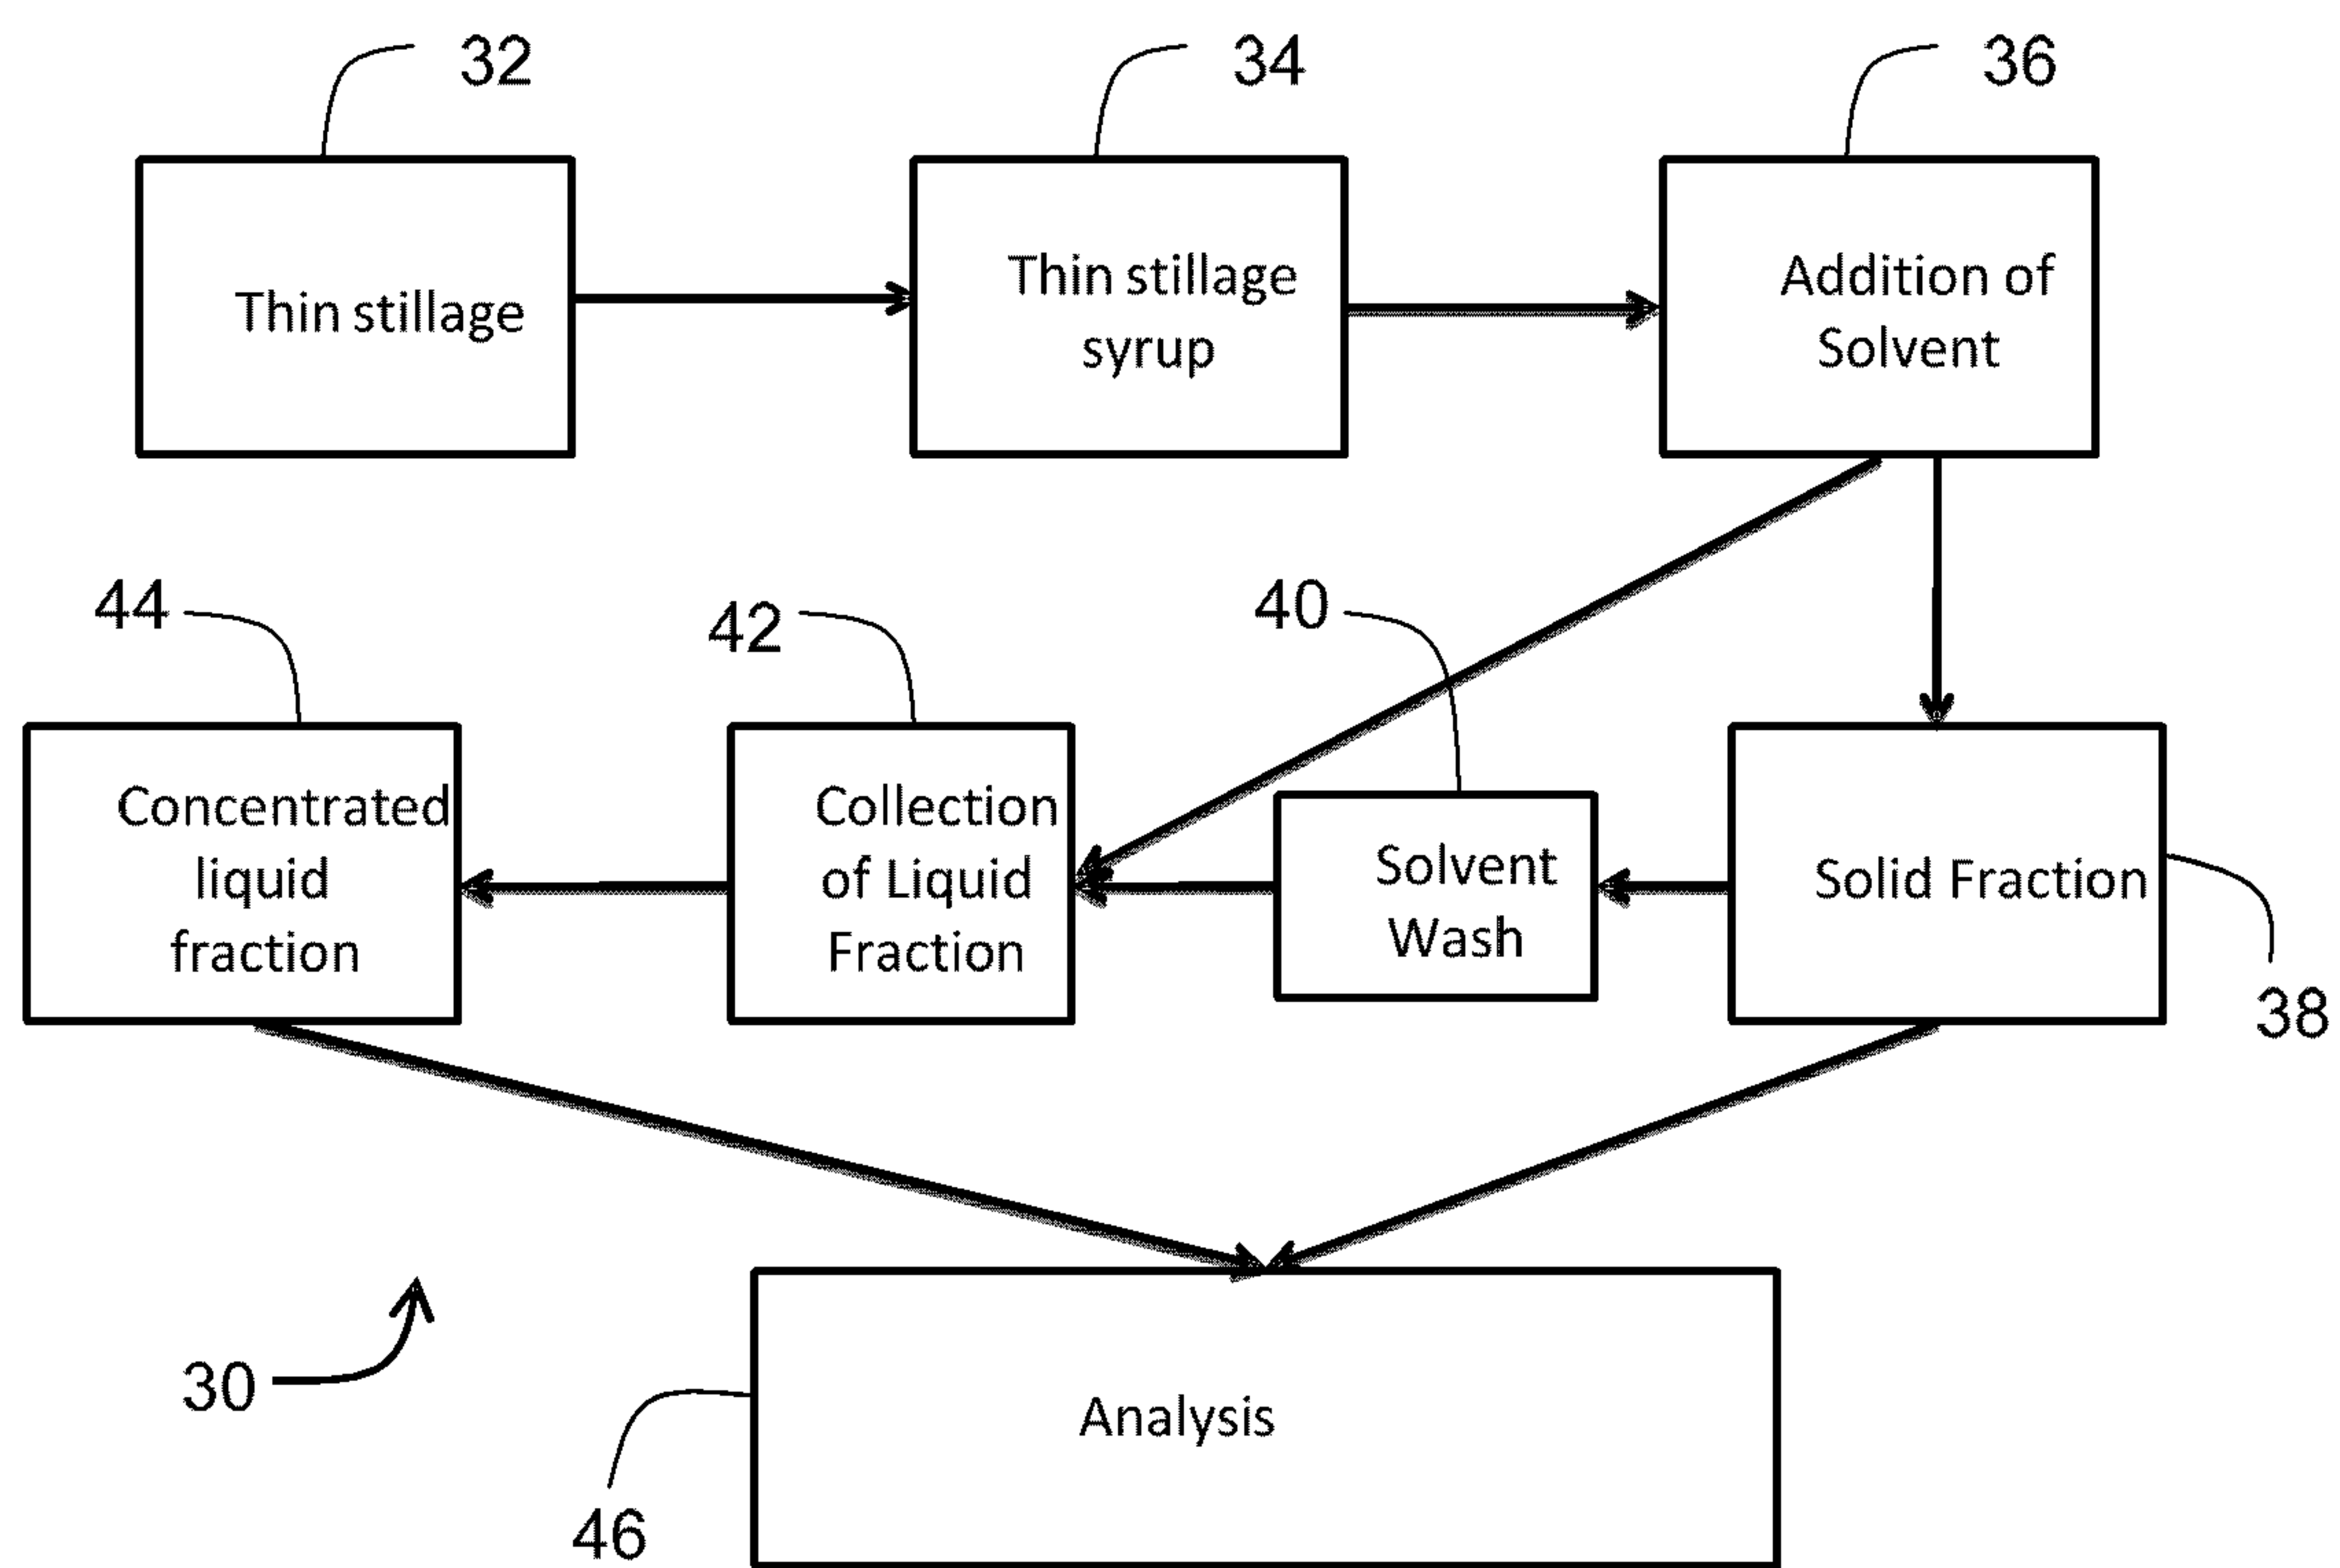 32
34
36
Thin stillage
Thin stillage
syrup
Addition of
Solvent
44
42
40
Concentrated
liquid
fraction
Collection
of Liquid
Fraction
Solvent
Wash
Solid Fraction
38
30
Analysis
46